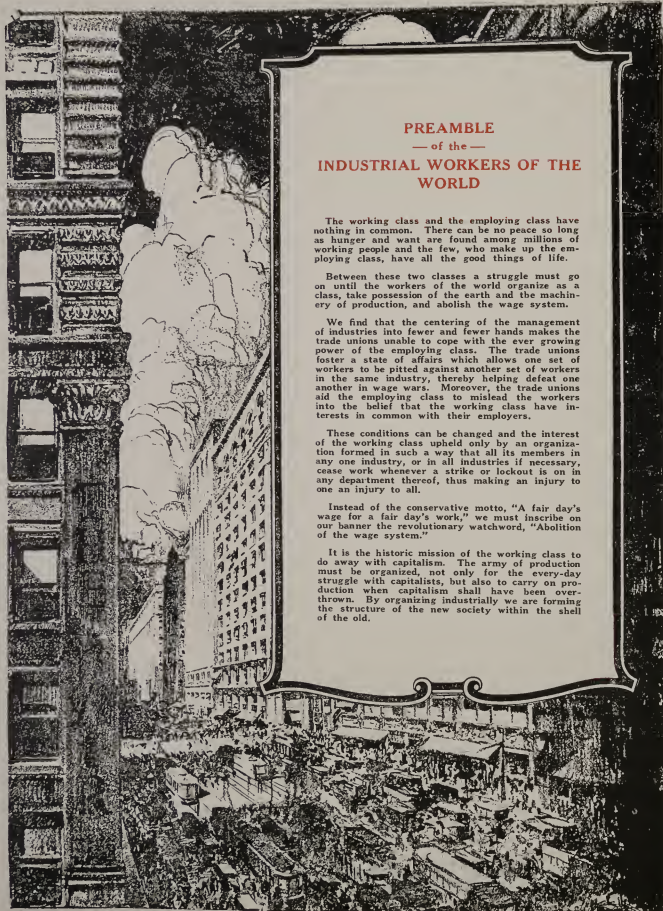 PREAMBLE
— of the —
INDUSTRIAL WORKERS OF THE
WORLD
The working class and the employing class have
nothing in common. There can be no peace so long
as hunger and want are found among millions of
working people and the few, who make up the em-
ploying class, have all the good things of life.
Between these two classes a struggle must go
on until the workers of the world organize as a
class, take possession of the earth and the machin-
ery of production, and abolish the wage system.
We find that the centering of the management
of industries into fewer and fewer hands makes the
trade unions unable to cope with the ever growing
power of the employing class. The trade unions
foster a state of affairs which allows one set of
workers to be pitted against another set of workers
in the same industry, thereby helping defeat one
another in wage wars. Moreover, the trade unions
aid the employing class to mislead the workers
into the belief that the working class have in-
terests in common with their employers.
These conditions can be changed and the interest
of the working class upheld only by an organiza-
tion formed in such a way that all its members in
any one industry, or in all industries if necessary,
cease work whenever a strike or lockout is on in
any department thereof, thus making an injury to
one an injury to all.
Instead of the conservative motto, "A fair day's
wage for a fair day's work," we must inscribe on
our banner the revolutionary watchword, "Abolition
of the wage system."
It is the historic mission of the working class to
do away with capitalism. The army of production
must be organized, not only for the every-day
struggle with capitalists, but also to carry on pro-
duction when capitalism shall have been over-
thrown. By organizing industrially we are forming
the structure of the new society within the shell
of the old.